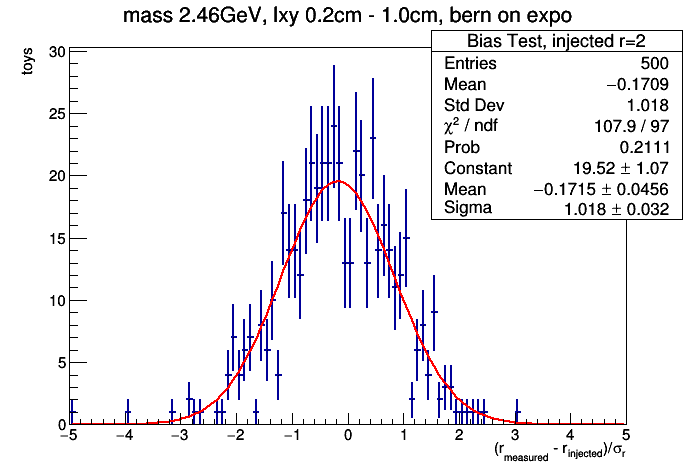 mass 2.46GeV, lxy 0.2cm - 1.0cm, bern on expo
Bias Test, injected r=2
Entries 500
Mean −0.1709
Std Dev 1.018
χ² / ndf 107.9 / 97
Prob 0.2111
Constant 19.52 ± 1.07
Mean −0.1715 ± 0.0456
Sigma 1.018 ± 0.032
toys
30
25
20
15
10
5
0
−5 −4 −3 −2 −1 0 1 2 3 4 5
(r_measured - r_injected)/σ_r